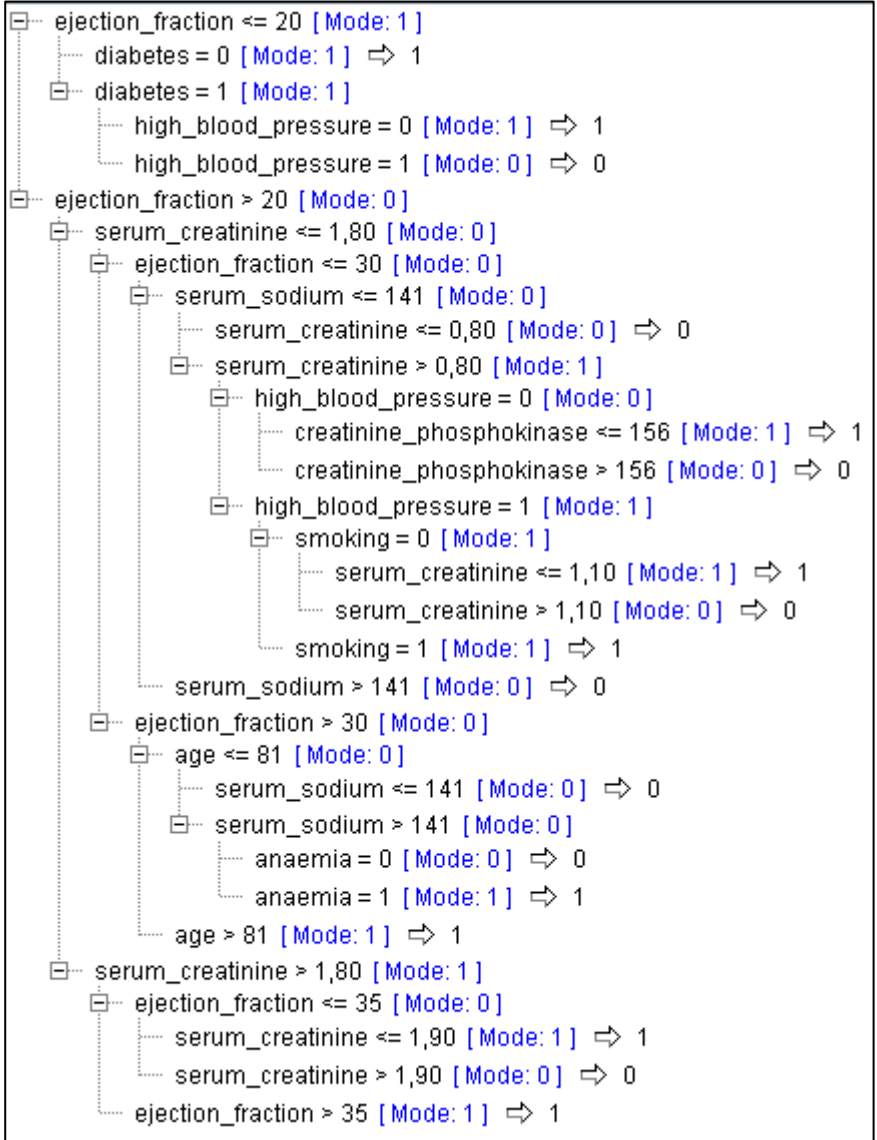 ejection_fraction <= 20 [Mode: 1]
diabetes = 0 [Mode: 1] ⇨ 1
diabetes = 1 [Mode: 1]
high_blood_pressure = 0 [Mode: 1] ⇨ 1
high_blood_pressure = 1 [Mode: 0] ⇨ 0
ejection_fraction > 20 [Mode: 0]
serum_creatinine <= 1,80 [Mode: 0]
ejection_fraction <= 30 [Mode: 0]
serum_sodium <= 141 [Mode: 0]
serum_creatinine <= 0,80 [Mode: 0] ⇨ 0
serum_creatinine > 0,80 [Mode: 1]
high_blood_pressure = 0 [Mode: 0]
creatinine_phosphokinase <= 156 [Mode: 1] ⇨ 1
creatinine_phosphokinase > 156 [Mode: 0] ⇨ 0
high_blood_pressure = 1 [Mode: 1]
smoking = 0 [Mode: 1]
serum_creatinine <= 1,10 [Mode: 1] ⇨ 1
serum_creatinine > 1,10 [Mode: 0] ⇨ 0
smoking = 1 [Mode: 1] ⇨ 1
serum_sodium > 141 [Mode: 0] ⇨ 0
ejection_fraction > 30 [Mode: 0]
age <= 81 [Mode: 0]
serum_sodium <= 141 [Mode: 0] ⇨ 0
serum_sodium > 141 [Mode: 0]
anaemia = 0 [Mode: 0] ⇨ 0
anaemia = 1 [Mode: 1] ⇨ 1
age > 81 [Mode: 1] ⇨ 1
serum_creatinine > 1,80 [Mode: 1]
ejection_fraction <= 35 [Mode: 0]
serum_creatinine <= 1,90 [Mode: 1] ⇨ 1
serum_creatinine > 1,90 [Mode: 0] ⇨ 0
ejection_fraction > 35 [Mode: 1] ⇨ 1